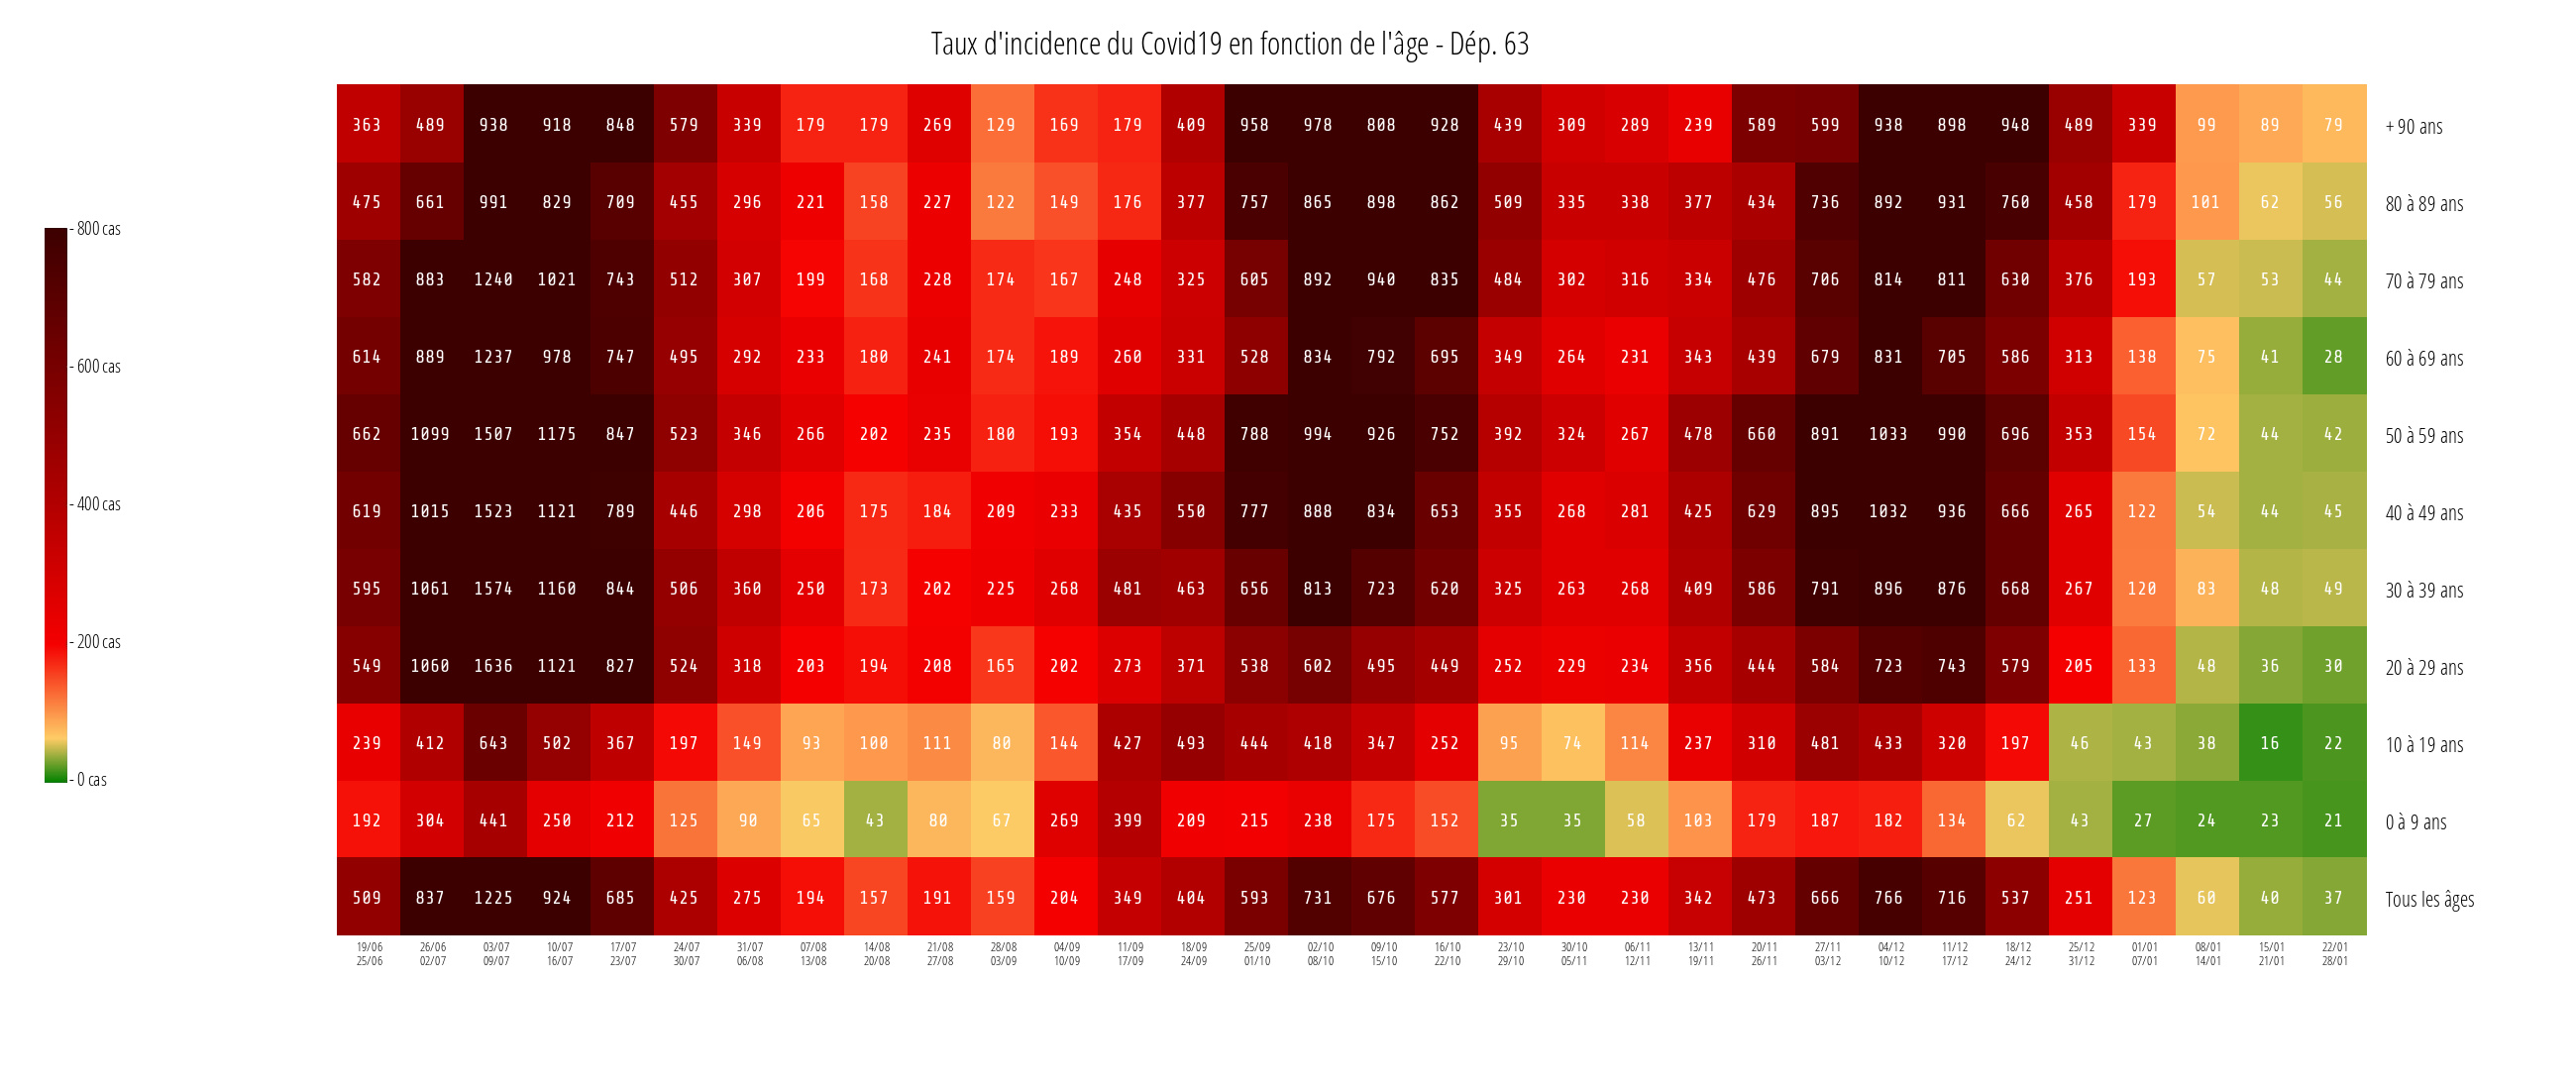 Taux d'incidence du Covid19 en fonction de l'âge - Dép. 63
- 800 cas
- 600 cas
- 400 cas
- 200 cas
- 0 cas
363 489 938 918 848 579 339 179 179 269 129 169 179 409 958 978 808 928 439 309 289 239 589 599 938 898 948 489 339 99 89 79 + 90 ans
475 661 991 829 709 455 296 221 158 227 122 149 176 377 757 865 898 862 509 335 338 377 434 736 892 931 760 458 179 101 62 56 80 à 89 ans
582 883 1240 1021 743 512 307 199 168 228 174 167 248 325 605 892 940 835 484 302 316 334 476 706 814 811 630 376 193 57 53 44 70 à 79 ans
614 889 1237 978 747 495 292 233 180 241 174 189 260 331 528 834 792 695 349 264 231 343 439 679 831 705 586 313 138 75 41 28 60 à 69 ans
662 1099 1507 1175 847 523 346 266 202 235 180 193 354 448 788 994 926 752 392 324 267 478 660 891 1033 990 696 353 154 72 44 42 50 à 59 ans
619 1015 1523 1121 789 446 298 206 175 184 209 233 435 550 777 888 834 653 355 268 281 425 629 895 1032 936 666 265 122 54 44 45 40 à 49 ans
595 1061 1574 1160 844 506 360 250 173 202 225 268 481 463 656 813 723 620 325 263 268 409 586 791 896 876 668 267 120 83 48 49 30 à 39 ans
549 1060 1636 1121 827 524 318 203 194 208 165 202 273 371 538 602 495 449 252 229 234 356 444 584 723 743 579 205 133 48 36 30 20 à 29 ans
239 412 643 502 367 197 149 93 100 111 80 144 427 493 444 418 347 252 95 74 114 237 310 481 433 320 197 46 43 38 16 22 10 à 19 ans
192 304 441 250 212 125 90 65 43 80 67 269 399 209 215 238 175 152 35 35 58 103 179 187 182 134 62 43 27 24 23 21 0 à 9 ans
509 837 1225 924 685 425 275 194 157 191 159 204 349 404 593 731 676 577 301 230 230 342 473 666 766 716 537 251 123 60 40 37 Tous les âges
19/06 26/06 03/07 10/07 17/07 24/07 31/07 07/08 14/08 21/08 28/08 04/09 11/09 18/09 25/09 02/10 09/10 16/10 23/10 30/10 06/11 13/11 20/11 27/11 04/12 11/12 18/12 25/12 01/01 08/01 15/01 22/01
25/06 02/07 09/07 16/07 23/07 30/07 06/08 13/08 20/08 27/08 03/09 10/09 17/09 24/09 01/10 08/10 15/10 22/10 29/10 05/11 12/11 19/11 26/11 03/12 10/12 17/12 24/12 31/12 07/01 14/01 21/01 28/01